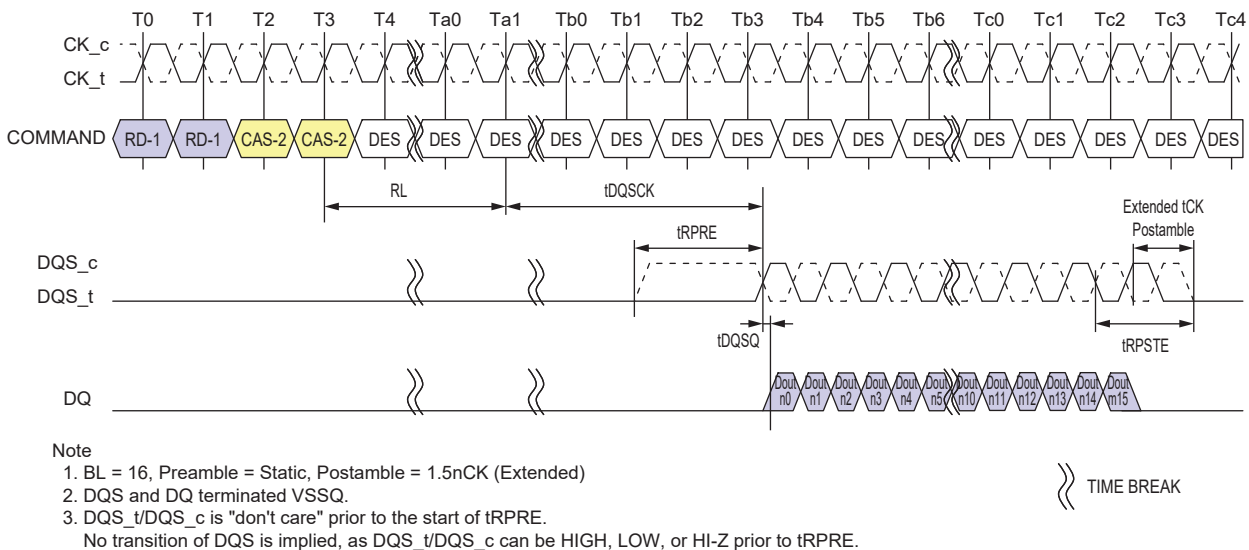 T0 T1 T2 T3 T4 Ta0 Ta1 Tb0 Tb1 Tb2 Tb3 Tb4 Tb5 Tb6 Tc0 Tc1 Tc2 Tc3 Tc4
CK_c
CK_t
COMMAND RD-1 RD-1 CAS-2 CAS-2 DES DES DES DES DES DES DES DES DES DES DES DES DES DES DES
RL tDQSCK
Extended tCK
Postamble
tRPRE
DQS_c
DQS_t
tDQSQ
tRPSTE
DQ
Dout Dout Dout Dout Dout Dout Dout Dout Dout Dout Dout Dout
n0 n1 n2 n3 n4 n5 n10 n11 n12 n13 n14 m15
Note
1. BL = 16, Preamble = Static, Postamble = 1.5nCK (Extended)
2. DQS and DQ terminated VSSQ.
3. DQS_t/DQS_c is "don't care" prior to the start of tRPRE.
No transition of DQS is implied, as DQS_t/DQS_c can be HIGH, LOW, or HI-Z prior to tRPRE.
TIME BREAK